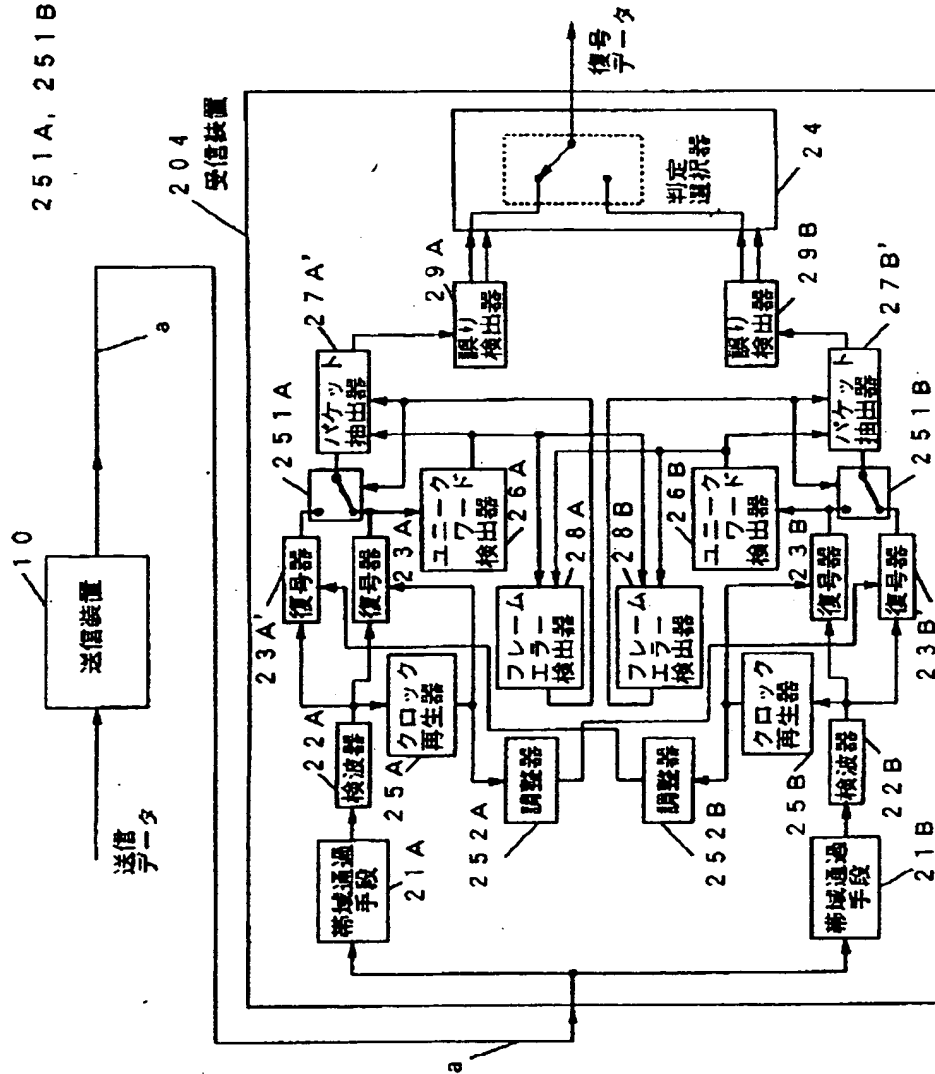 251A, 251B
10
送信装置
送信
データ
a
204
受信装置
復号
データ
a
帯域通過
手段
21A
検波器
22A
クロック
再生器
25A
復号器
23A'
復号器
23A
251A
パケット
抽出器
27A'
ユニーク
ワード
検出器
26A
誤り
検出器
29A
調整器
252A
フレーム
エラー
検出器
28A
判定
選択器
24
調整器
252B
フレーム
エラー
検出器
28B
誤り
検出器
29B
ユニーク
ワード
検出器
26B
クロック
再生器
25B
復号器
23B
復号器
23B'
251B
パケット
抽出器
27B'
検波器
22B
帯域通過
手段
21B